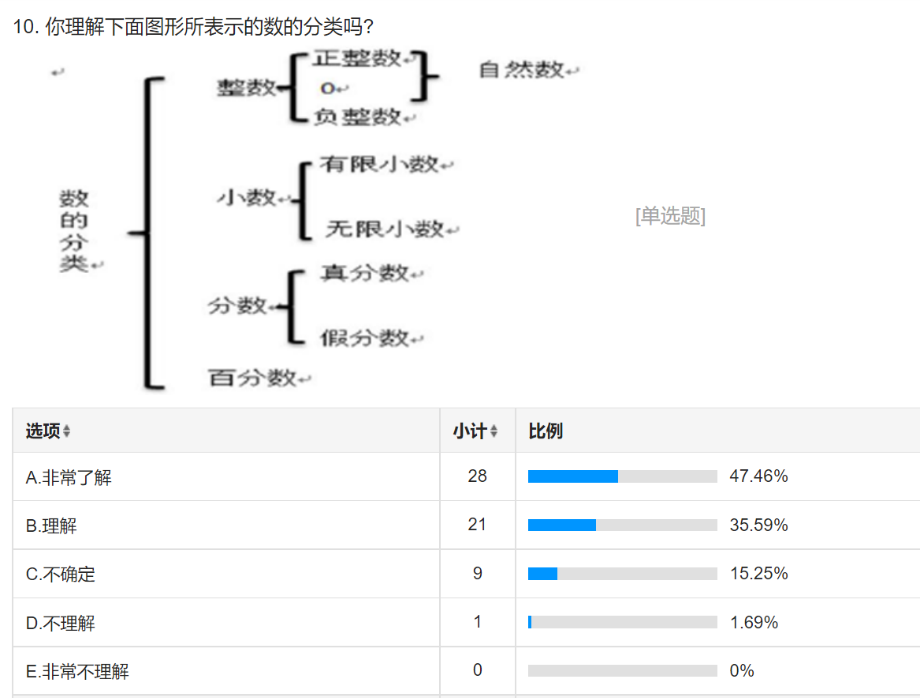 10. 你理解下面图形所表示的数的分类吗?
数的分类
整数
正整数
0
负整数
自然数
小数
有限小数
无限小数
[单选题]
分数
真分数
假分数
百分数
选项 小计 比例
A.非常了解 28 47.46%
B.理解 21 35.59%
C.不确定 9 15.25%
D.不理解 1 1.69%
E.非常不理解 0 0%